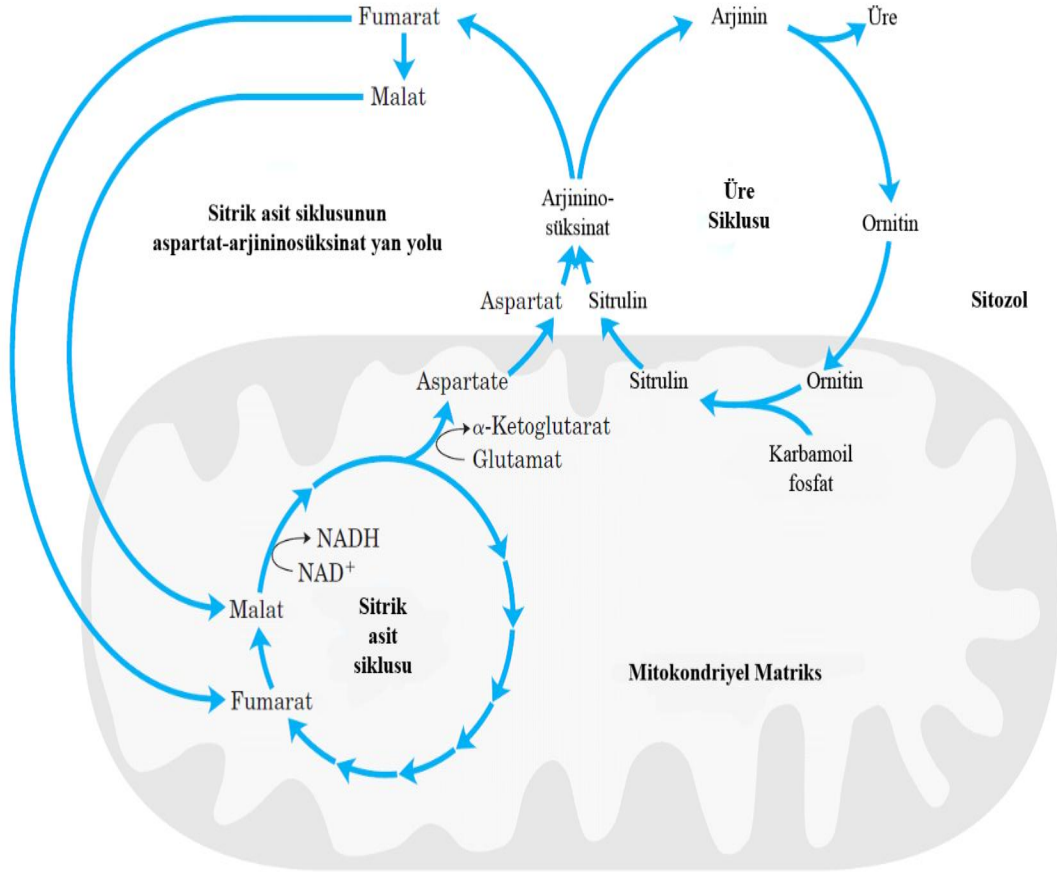 Fumarat
Arjinin
Üre
Malat
Sitrik asit siklusunun
aspartat-arjininosüksinat yan yolu
Arjinino-
süksinat
Üre
Siklusu
Ornitin
Aspartat
Sitrulin
Sitozol
Aspartate
Sitrulin
Ornitin
α-Ketoglutarat
Glutamat
Karbamoil
fosfat
NADH
NAD+
Malat
Sitrik
asit
siklusu
Mitokondriyel Matriks
Fumarat